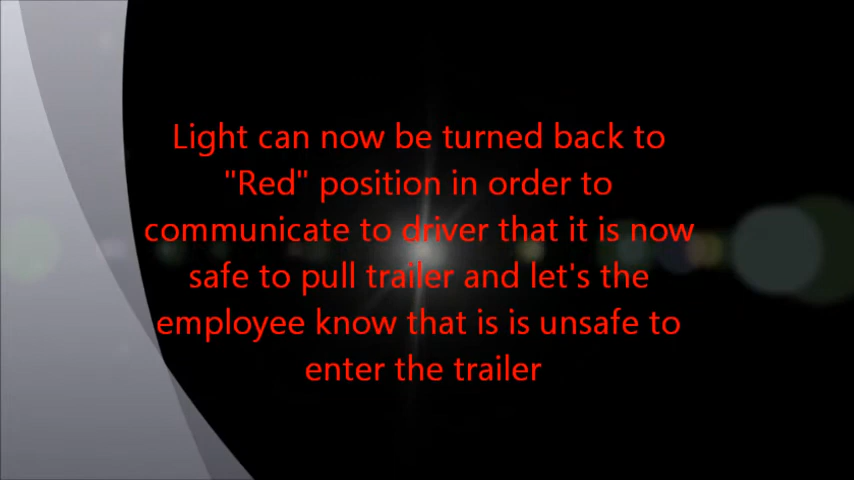 Light can now be turned back to
"Red" position in order to
communicate to driver that it is now
safe to pull trailer and let's the
employee know that is is unsafe to
enter the trailer